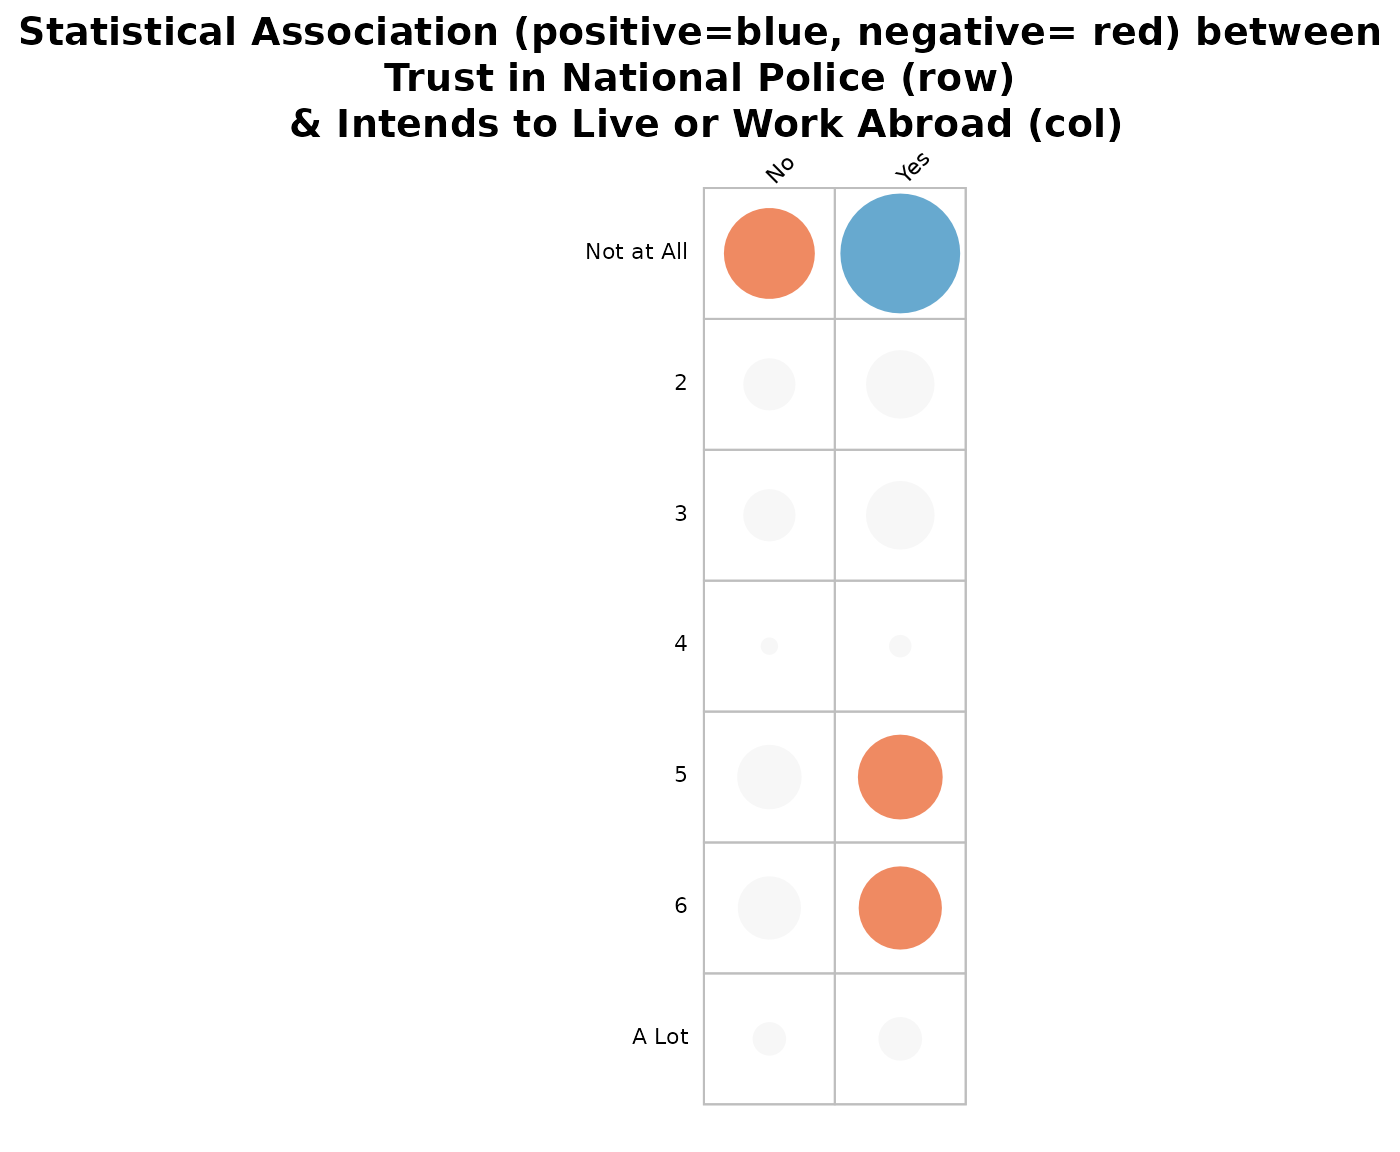 Statistical Association (positive=blue, negative= red) between
Trust in National Police (row)
& Intends to Live or Work Abroad (col)
No
Yes
Not at All
2
3
4
5
6
A Lot